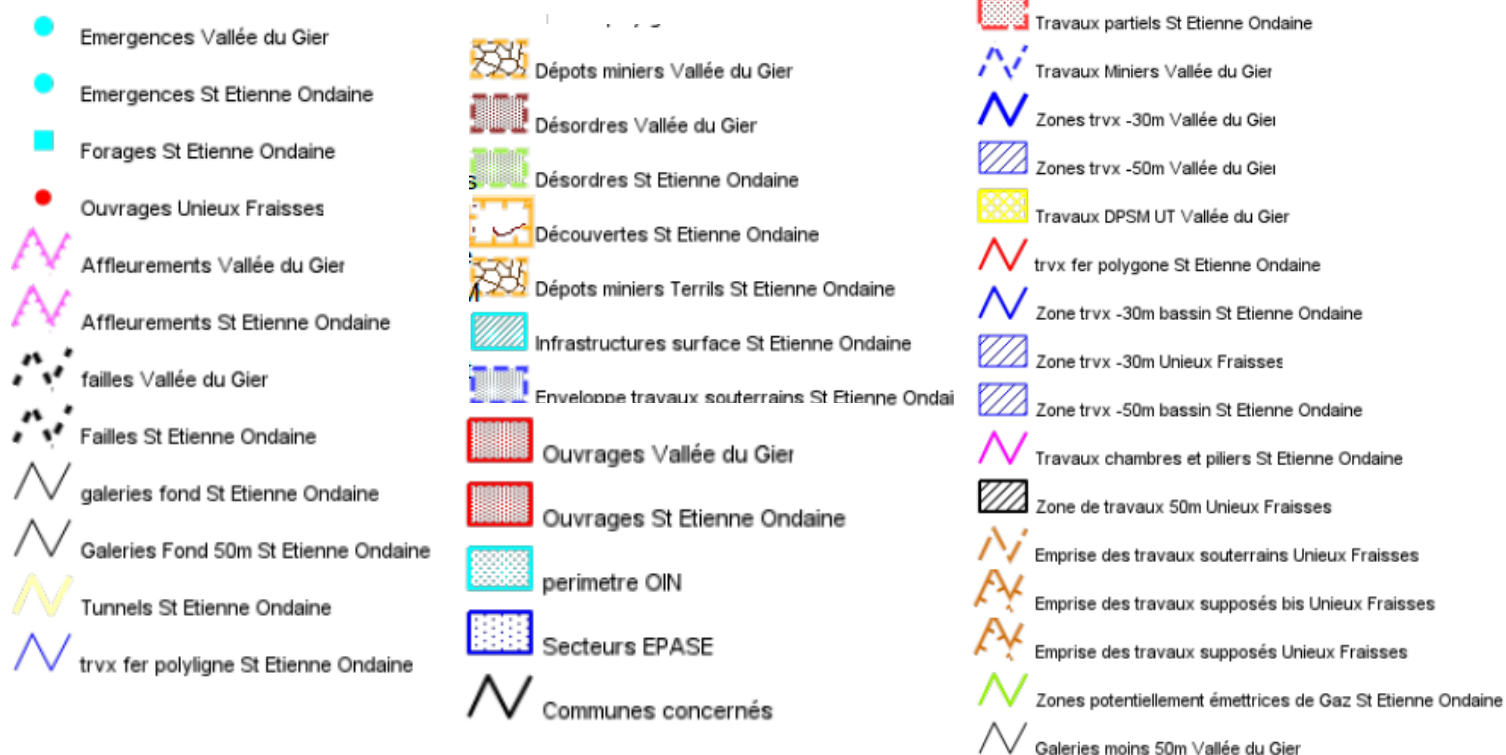 Emergences Vallée du Gier
Emergences St Etienne Ondaine
Forages St Etienne Ondaine
Ouvrages Unieux Fraisses
Affleurements Vallée du Gier
Affleurements St Etienne Ondaine
failles Vallée du Gier
Failles St Etienne Ondaine
galeries fond St Etienne Ondaine
Galeries Fond 50m St Etienne Ondaine
Tunnels St Etienne Ondaine
trvx fer polyligne St Etienne Ondaine
Dépots miniers Vallée du Gier
Désordres Vallée du Gier
Désordres St Etienne Ondaine
Découvertes St Etienne Ondaine
Dépots miniers Terrils St Etienne Ondaine
Infrastructures surface St Etienne Ondaine
Enveloppe travaux souterrains St Etienne Ondai
Ouvrages Vallée du Gier
Ouvrages St Etienne Ondaine
perimetre OIN
Secteurs EPASE
Communes concernés
Travaux partiels St Etienne Ondaine
Travaux Miniers Vallée du Gier
Zones trvx -30m Vallée du Gier
Zones trvx -50m Vallée du Gier
Travaux DPSM UT Vallée du Gier
trvx fer polygone St Etienne Ondaine
Zone trvx -30m bassin St Etienne Ondaine
Zone trvx -30m Unieux Fraisses
Zone trvx -50m bassin St Etienne Ondaine
Travaux chambres et piliers St Etienne Ondaine
Zone de travaux 50m Unieux Fraisses
Emprise des travaux souterrains Unieux Fraisses
Emprise des travaux supposés bis Unieux Fraisses
Emprise des travaux supposés Unieux Fraisses
Zones potentiellement émettrices de Gaz St Etienne Ondaine
Galeries moins 50m Vallée du Gier